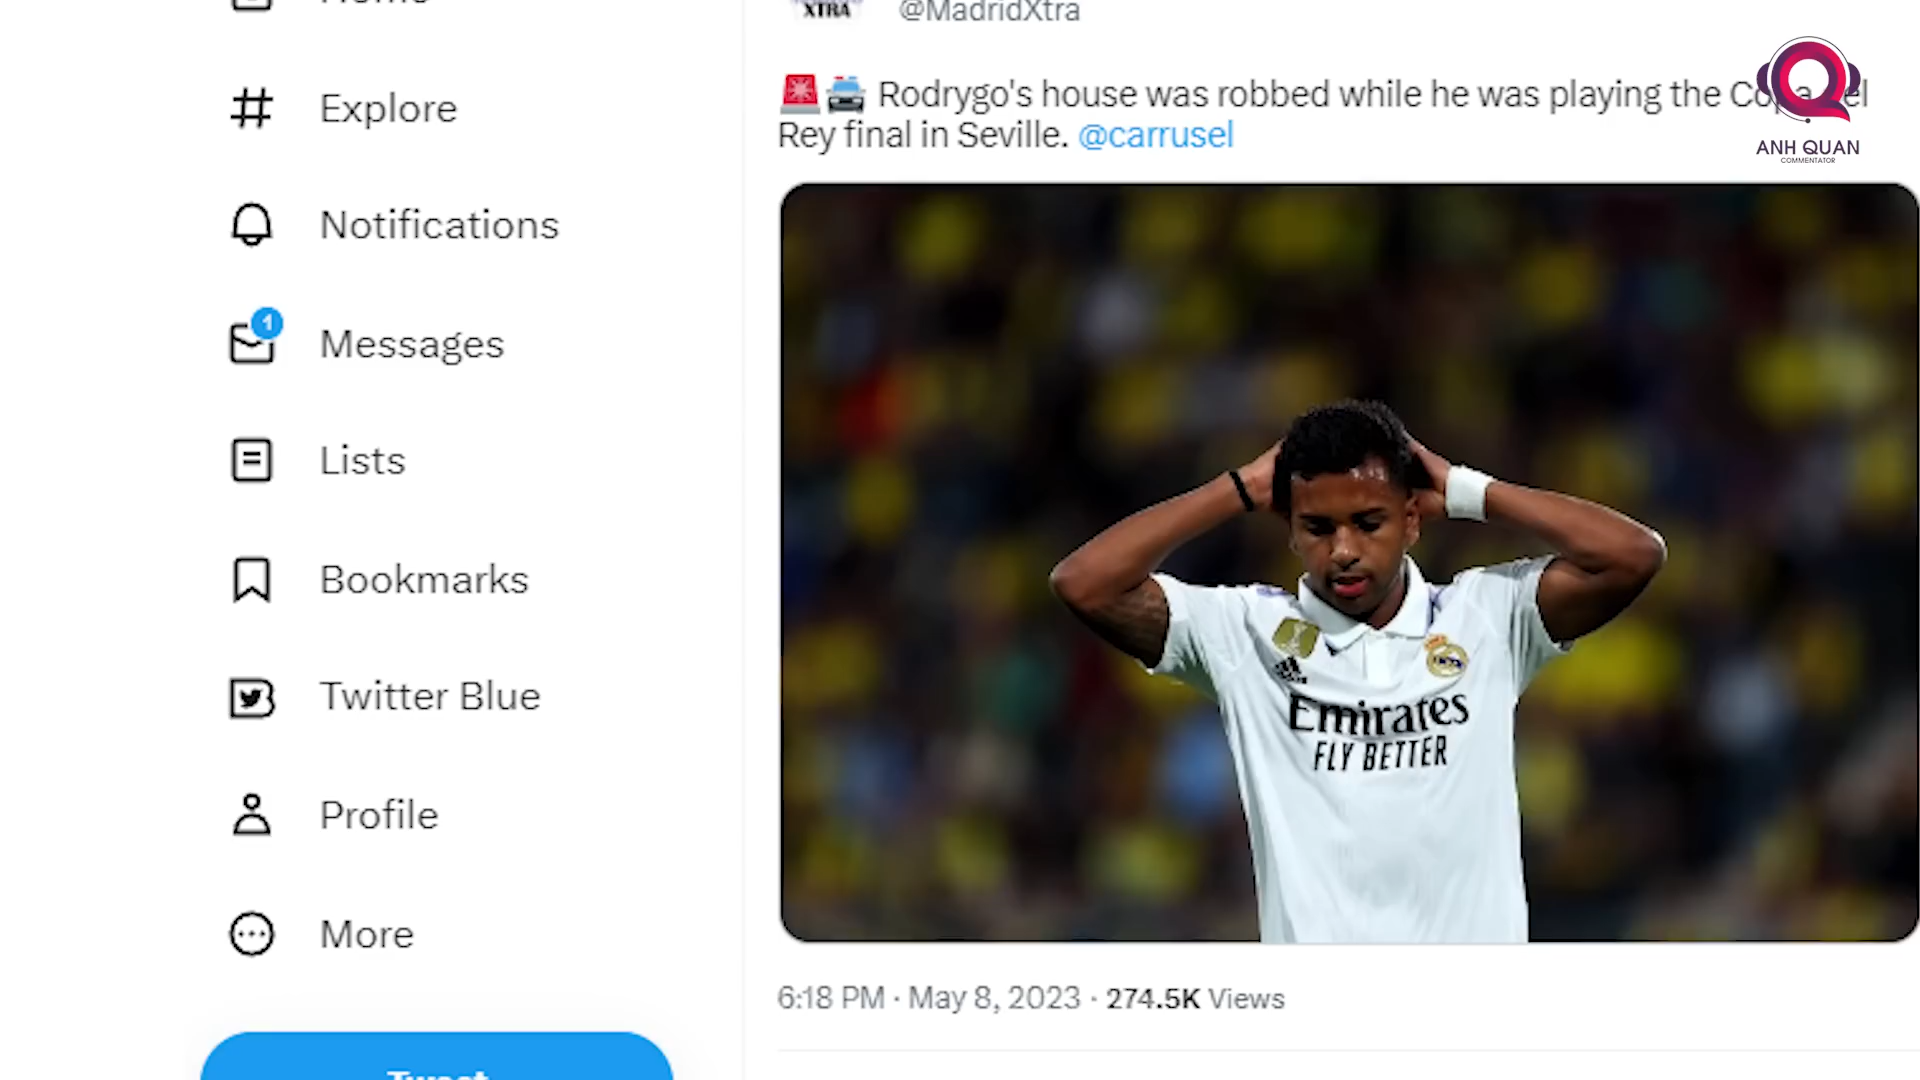 XTRA
@MadridXtra
Explore
Notifications
1
Messages
Lists
Bookmarks
Twitter Blue
Profile
More
Tweet
🚨🚔 Rodrygo's house was robbed while he was playing the Copa del
Rey final in Seville. @carrusel
Emirates
FLY BETTER
6:18 PM · May 8, 2023 · 274.5K Views
ANH QUAN
COMMENTATOR